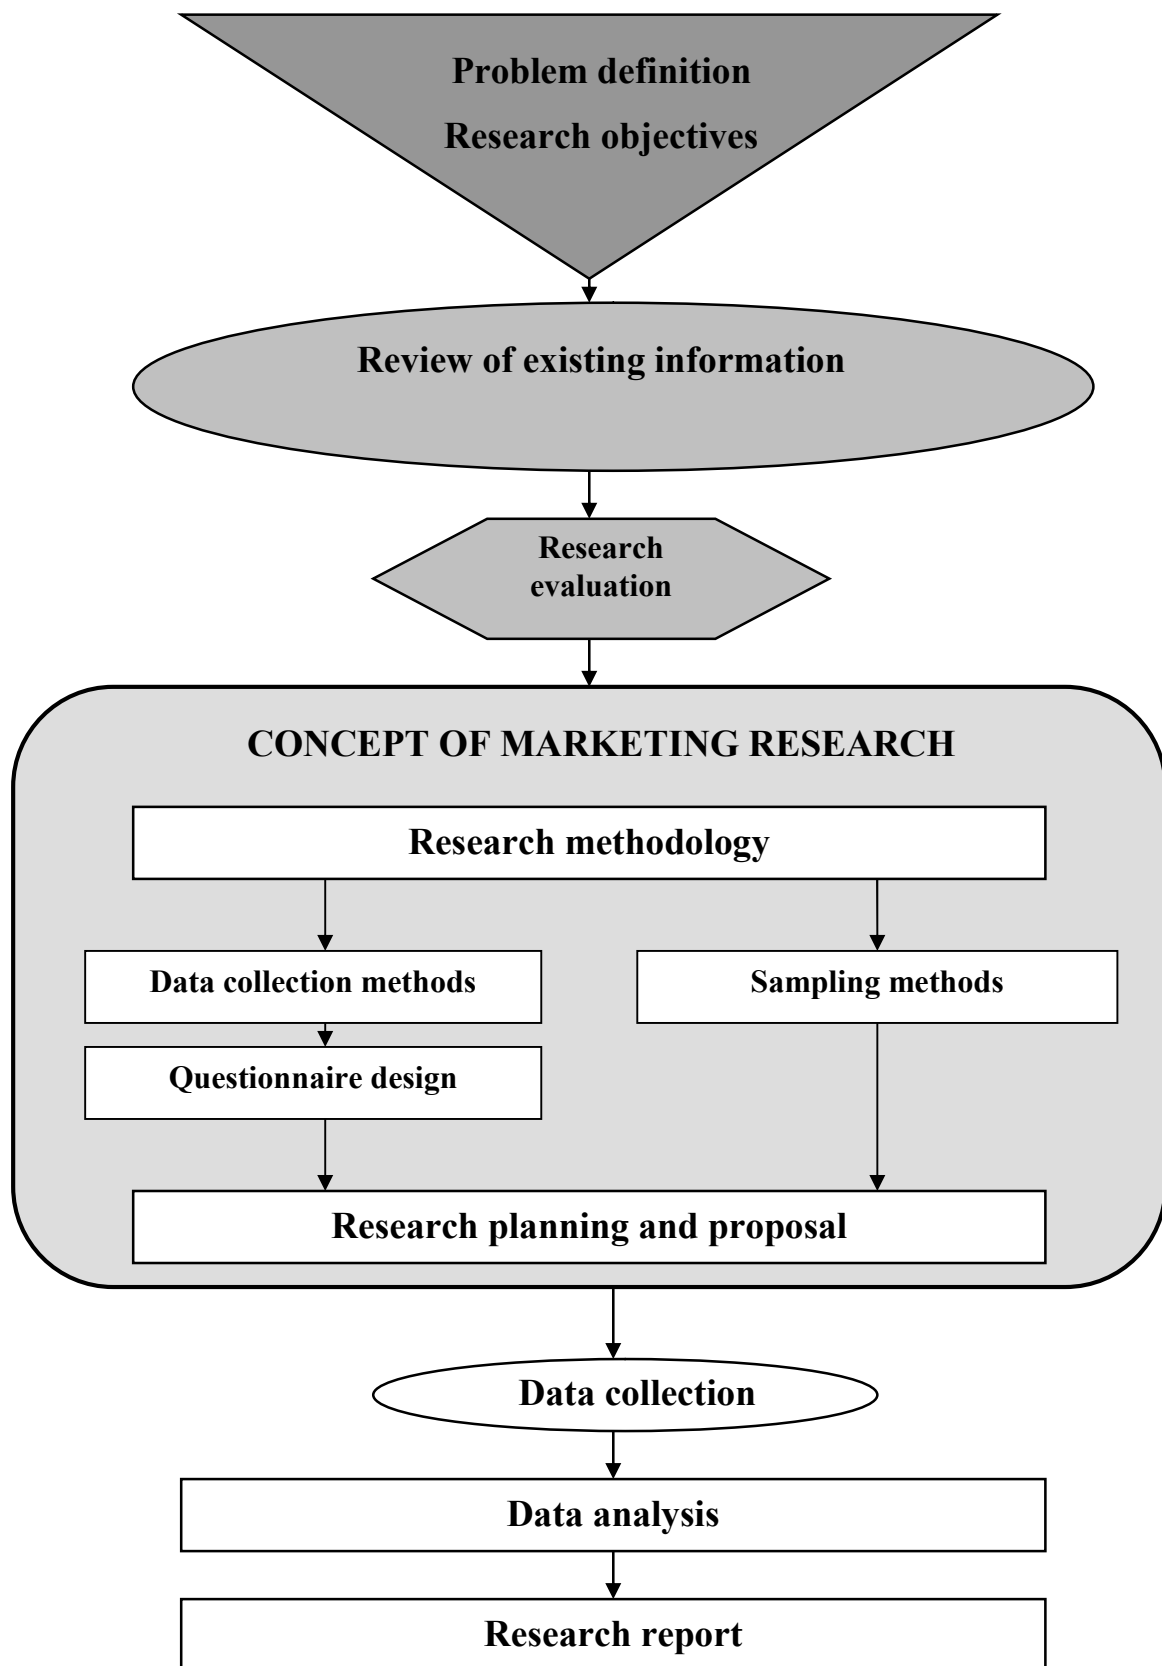 Problem definition
Research objectives
Review of existing information
Research
evaluation
CONCEPT OF MARKETING RESEARCH
Research methodology
Data collection methods
Sampling methods
Questionnaire design
Research planning and proposal
Data collection
Data analysis
Research report